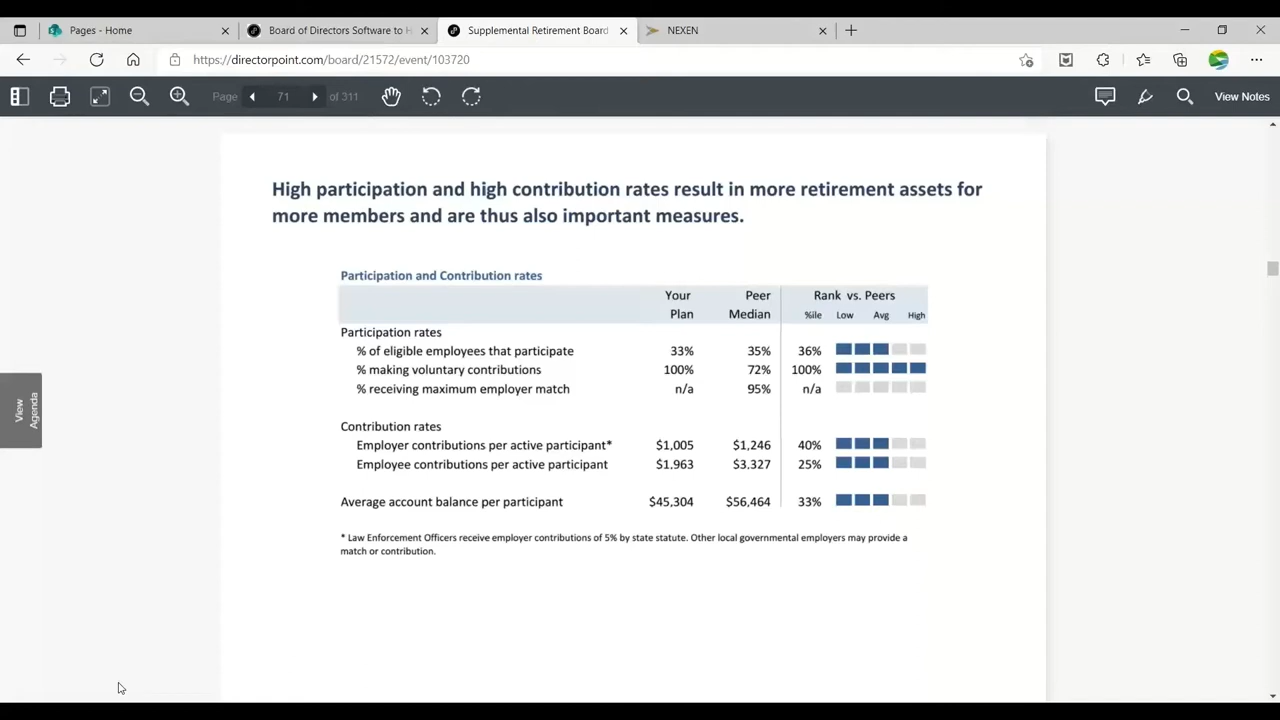 Pages - Home
Board of Directors Software to H
Supplemental Retirement Board
NEXEN
https://directorpoint.com/board/21572/event/103720
Page 71 of 311
View Notes
View Agenda
High participation and high contribution rates result in more retirement assets for
more members and are thus also important measures.
Participation and Contribution rates
Your Peer Rank vs. Peers
Plan Median %ile Low Avg High
Participation rates
% of eligible employees that participate 33% 35% 36%
% making voluntary contributions 100% 72% 100%
% receiving maximum employer match n/a 95% n/a
Contribution rates
Employer contributions per active participant* $1,005 $1,246 40%
Employee contributions per active participant $1,963 $3.327 25%
Average account balance per participant $45,304 $56,464 33%
* Law Enforcement Officers receive employer contributions of 5% by state statute. Other local governmental employers may provide a
match or contribution.